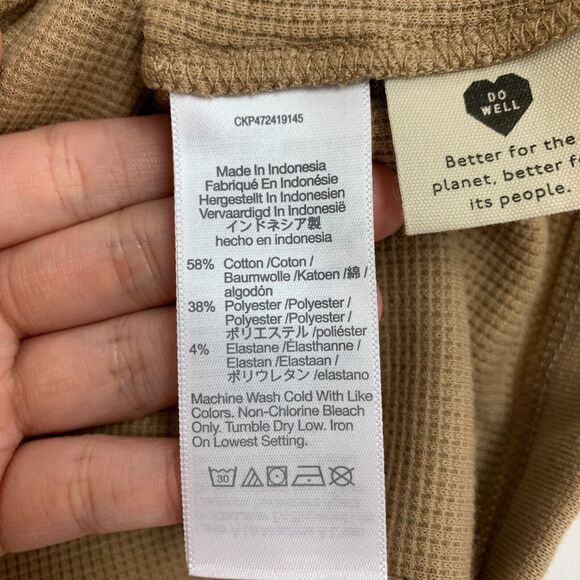 CKP472419145
Made In Indonesia
Fabriqué En Indonésie
Hergestellt In Indonesien
Vervaardigd In Indonesië
インドネシア製
hecho en indonesia
58% Cotton /Coton /
Baumwolle /Katoen /綿 /
algodón
38% Polyester /Polyester /
Polyester /Polyester /
ポリエステル /poliéster
4% Elastane /Élasthanne /
Elastan /Elastaan /
ポリウレタン /elastano
Machine Wash Cold With Like
Colors. Non-Chlorine Bleach
Only. Tumble Dry Low. Iron
On Lowest Setting.
30
DO
WELL
Better for the
planet, better f
its people.